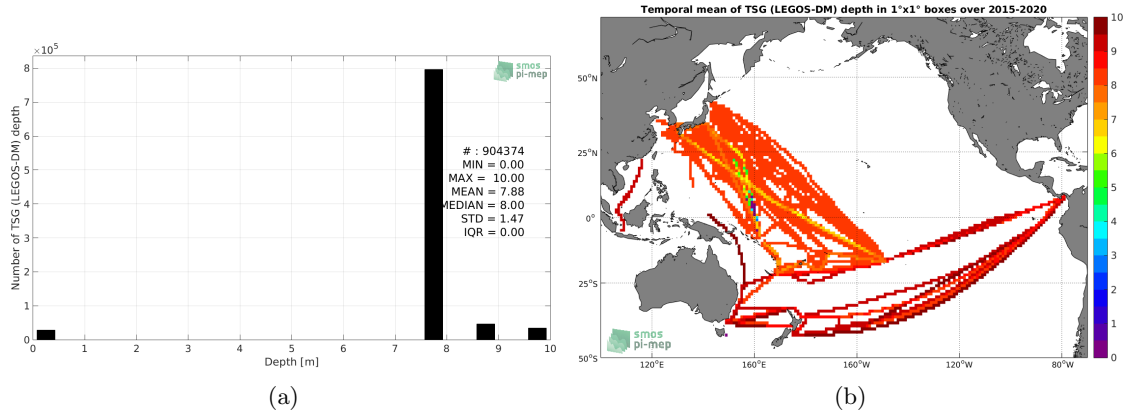 ×10^5
8
7
6
5
4
3
2
1
0
Number of TSG (LEGOS-DM) depth
smos
pi-mep
# : 904374
MIN = 0.00
MAX = 10.00
MEAN = 7.88
MEDIAN = 8.00
STD = 1.47
IQR = 0.00
0 1 2 3 4 5 6 7 8 9 10
Depth [m]
(a)
Temporal mean of TSG (LEGOS-DM) depth in 1°x1° boxes over 2015-2020
50°N
25°N
0°
25°S
50°S
120°E 160°E 160°W 120°W 80°W
smos
pi-mep
10
9
8
7
6
5
4
3
2
1
0
(b)